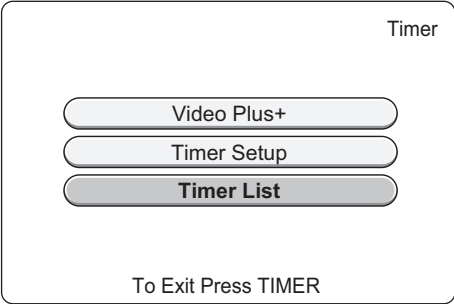 Timer
Video Plus+
Timer Setup
Timer List
To Exit Press TIMER